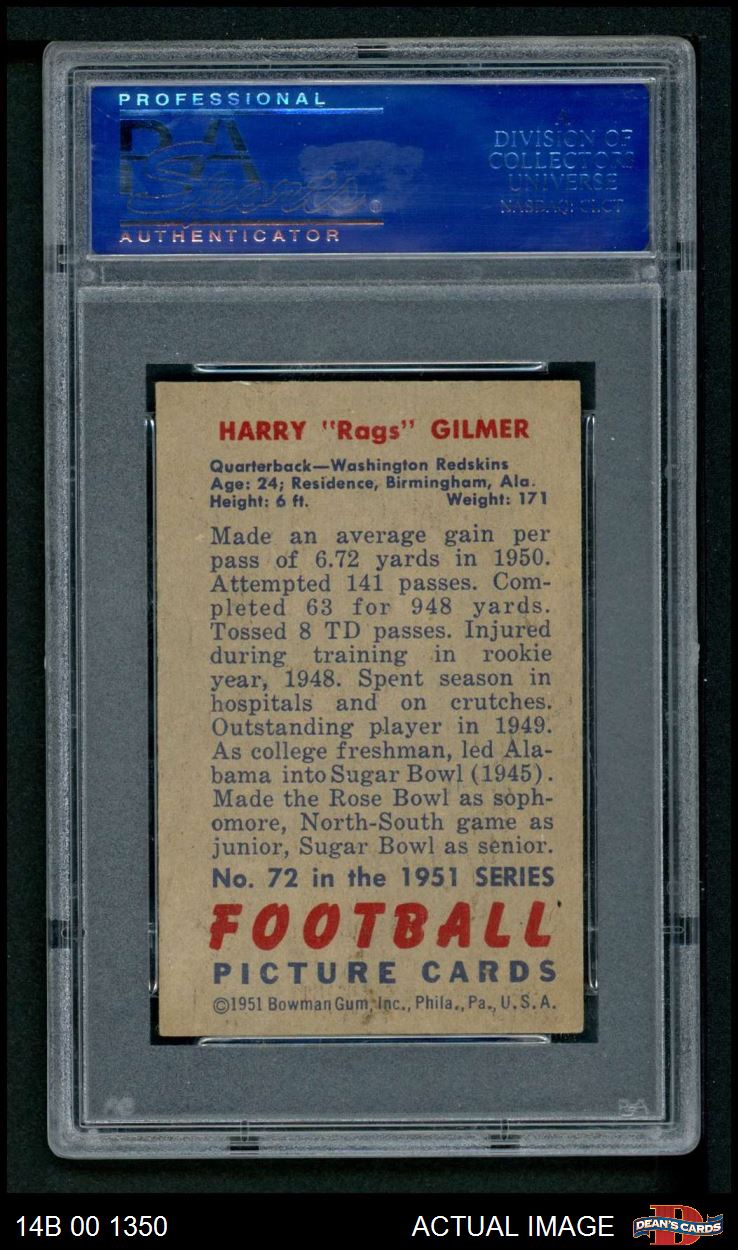 PROFESSIONAL
PSA
Sports®
AUTHENTICATOR
A
DIVISION OF
COLLECTORS
UNIVERSE
NASDAQ: CLCT
HARRY "Rags" GILMER
Quarterback—Washington Redskins
Age: 24; Residence, Birmingham, Ala.
Height: 6 ft. Weight: 171
Made an average gain per
pass of 6.72 yards in 1950.
Attempted 141 passes. Com-
pleted 63 for 948 yards.
Tossed 8 TD passes. Injured
during training in rookie
year, 1948. Spent season in
hospitals and on crutches.
Outstanding player in 1949.
As college freshman, led Ala-
bama into Sugar Bowl (1945).
Made the Rose Bowl as soph-
omore, North-South game as
junior, Sugar Bowl as senior.
No. 72 in the 1951 SERIES
FOOTBALL
PICTURE CARDS
©1951 Bowman Gum, Inc., Phila., Pa., U.S.A.
PSA
14B 00 1350 ACTUAL IMAGE
DEAN'S CARDS